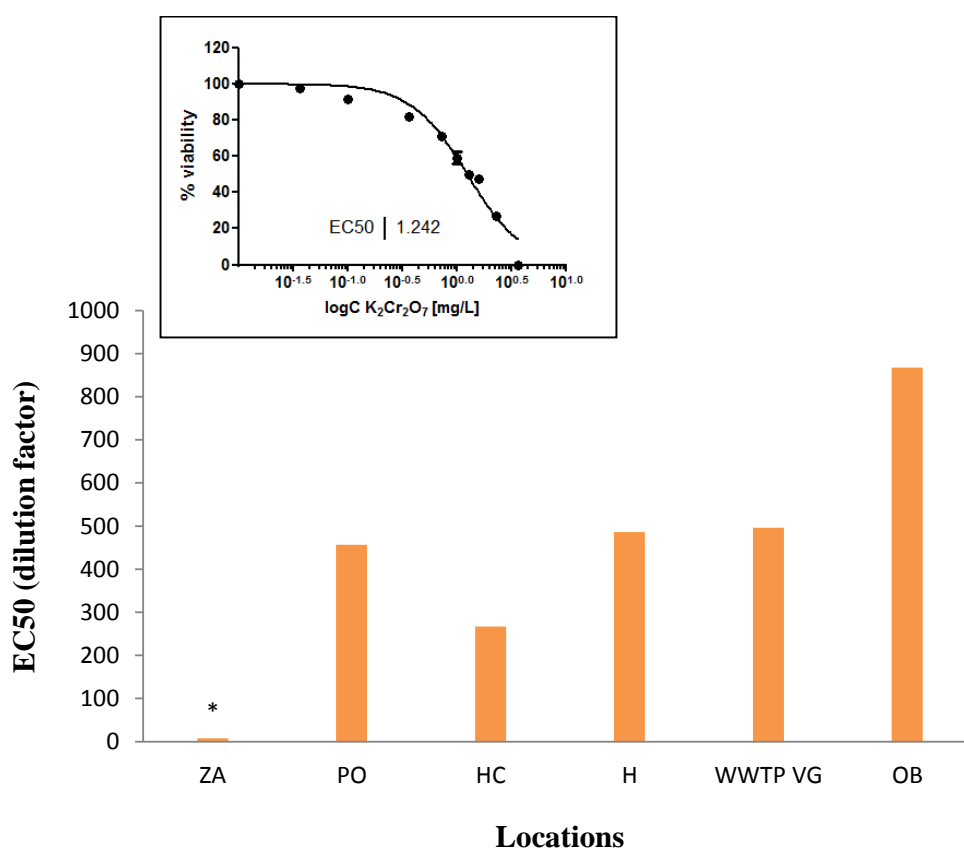 120
100
80
60
40
20
0
% viability
EC50 | 1.242
10-1.5 10-1.0 10-0.5 100.0 100.5 101.0
logC K2Cr2O7 [mg/L]
1000
900
800
700
600
500
400
300
200
100
0
EC50 (dilution factor)
*
ZA PO HC H WWTP VG OB
Locations